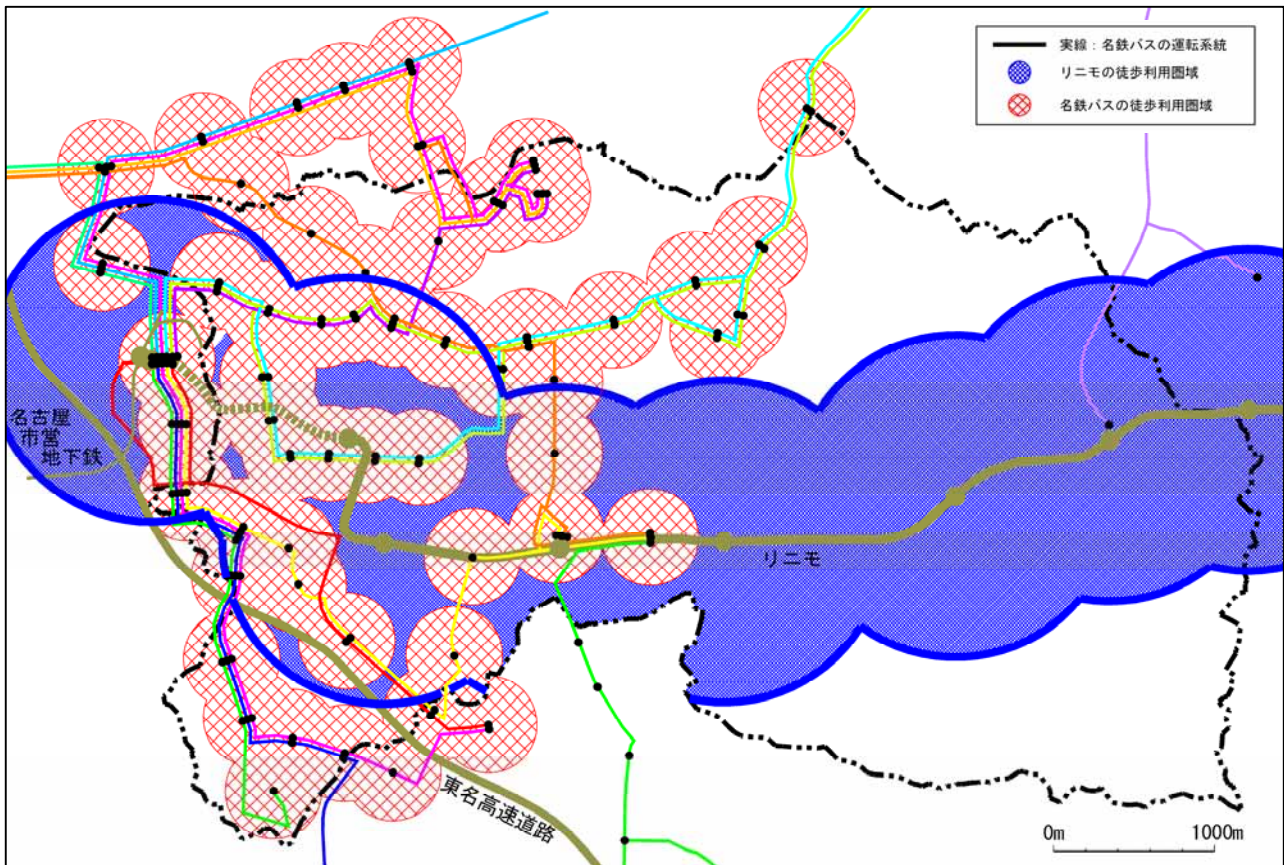 実線：名鉄バスの運転系統
リニモの徒歩利用圏域
名鉄バスの徒歩利用圏域
名古屋
市営
地下鉄
リニモ
東名高速道路
0m 1000m